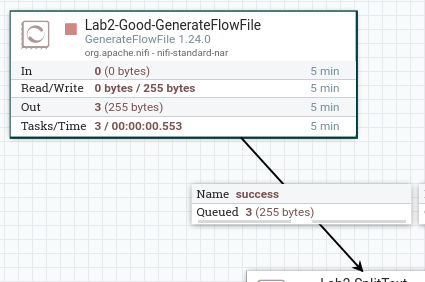 Lab2-Good-GenerateFlowFile
GenerateFlowFile 1.24.0
org.apache.nifi - nifi-standard-nar
In 0 (0 bytes) 5 min
Read/Write 0 bytes / 255 bytes 5 min
Out 3 (255 bytes) 5 min
Tasks/Time 3 / 00:00:00.553 5 min
Name success
Queued 3 (255 bytes)
Lab2-SplitText